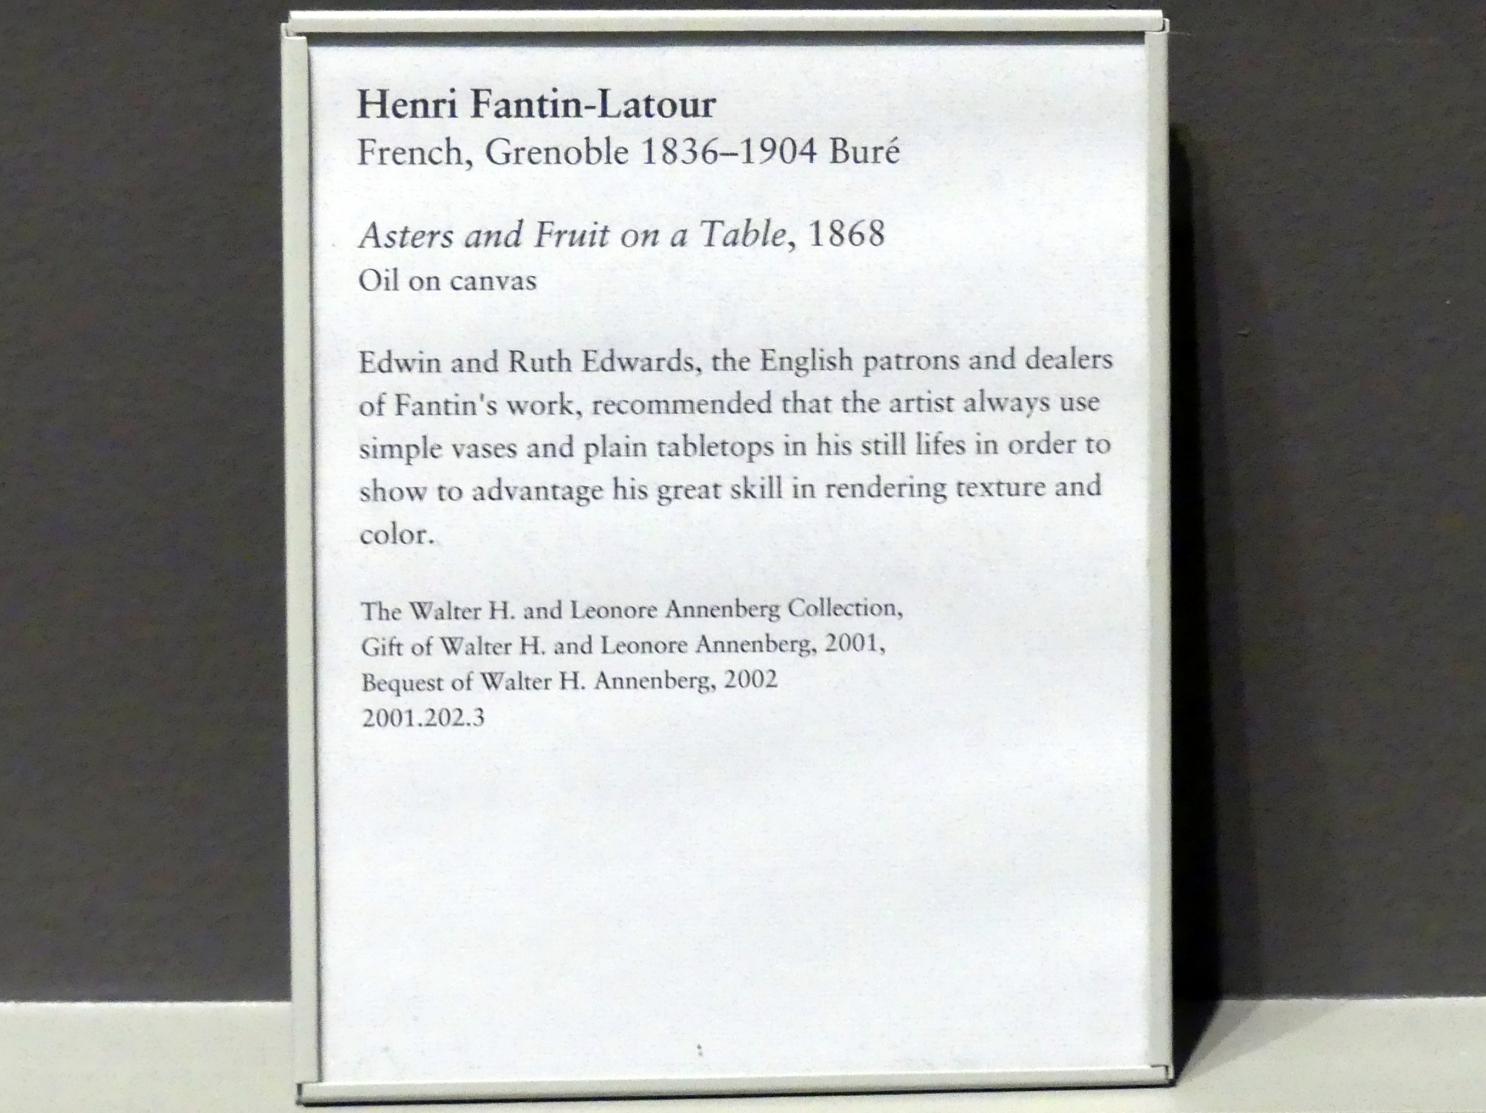 Henri Fantin-Latour
French, Grenoble 1836–1904 Buré
Asters and Fruit on a Table, 1868
Oil on canvas
Edwin and Ruth Edwards, the English patrons and dealers
of Fantin's work, recommended that the artist always use
simple vases and plain tabletops in his still lifes in order to
show to advantage his great skill in rendering texture and
color.
The Walter H. and Leonore Annenberg Collection,
Gift of Walter H. and Leonore Annenberg, 2001,
Bequest of Walter H. Annenberg, 2002
2001.202.3